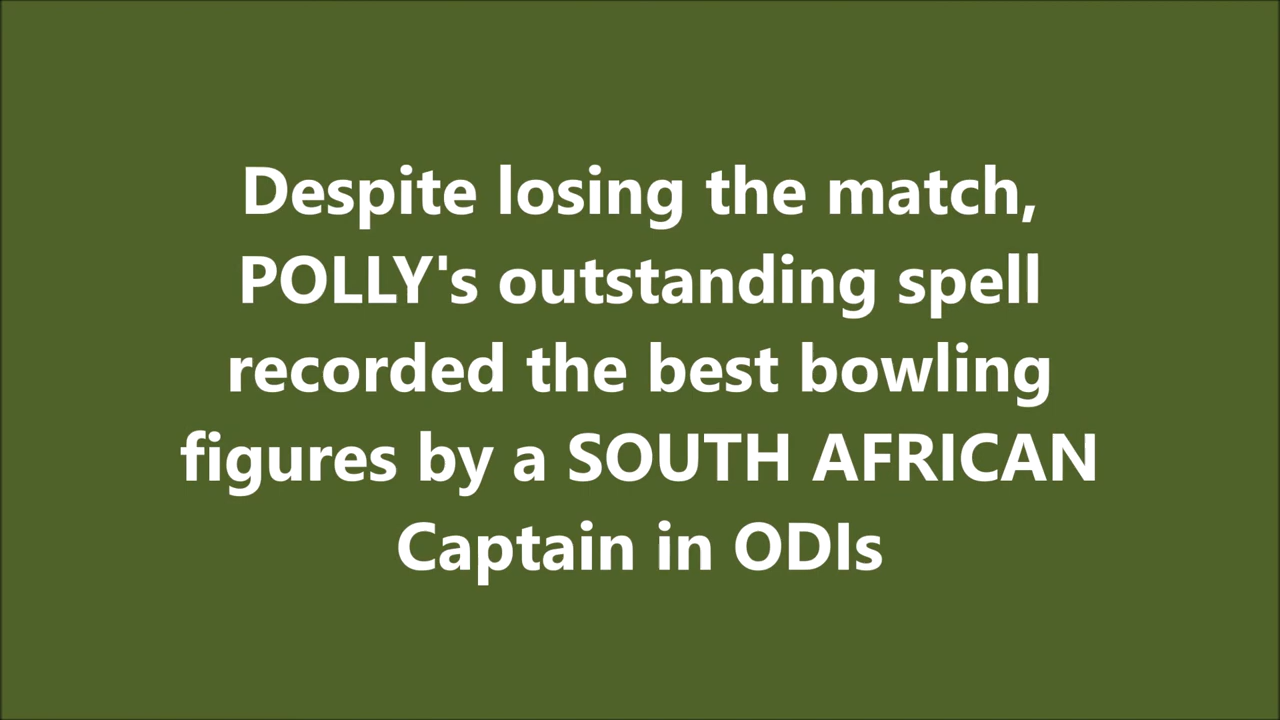 Despite losing the match,
POLLY's outstanding spell
recorded the best bowling
figures by a SOUTH AFRICAN
Captain in ODIs